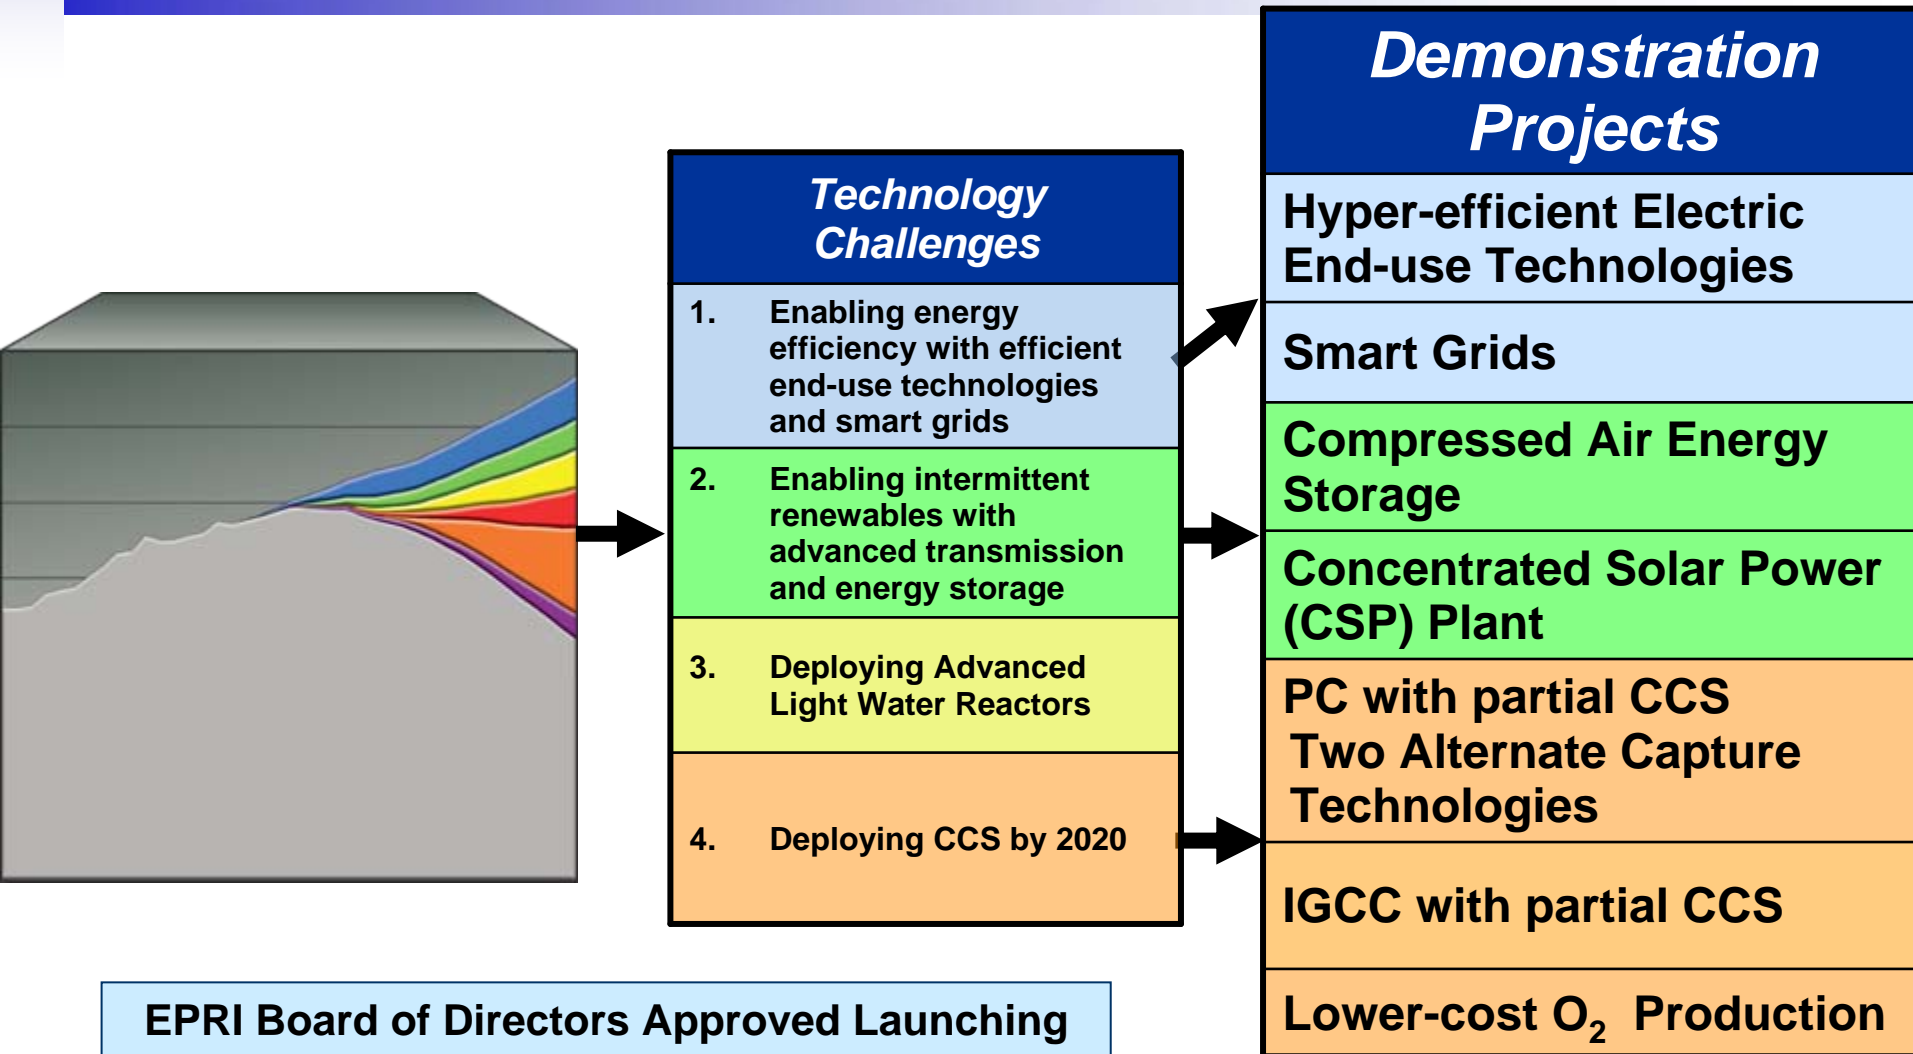 Technology
Challenges
1. Enabling energy
efficiency with efficient
end-use technologies
and smart grids
2. Enabling intermittent
renewables with
advanced transmission
and energy storage
3. Deploying Advanced
Light Water Reactors
4. Deploying CCS by 2020
Demonstration
Projects
Hyper-efficient Electric
End-use Technologies
Smart Grids
Compressed Air Energy
Storage
Concentrated Solar Power
(CSP) Plant
PC with partial CCS
Two Alternate Capture
Technologies
IGCC with partial CCS
Lower-cost O₂ Production
EPRI Board of Directors Approved Launching